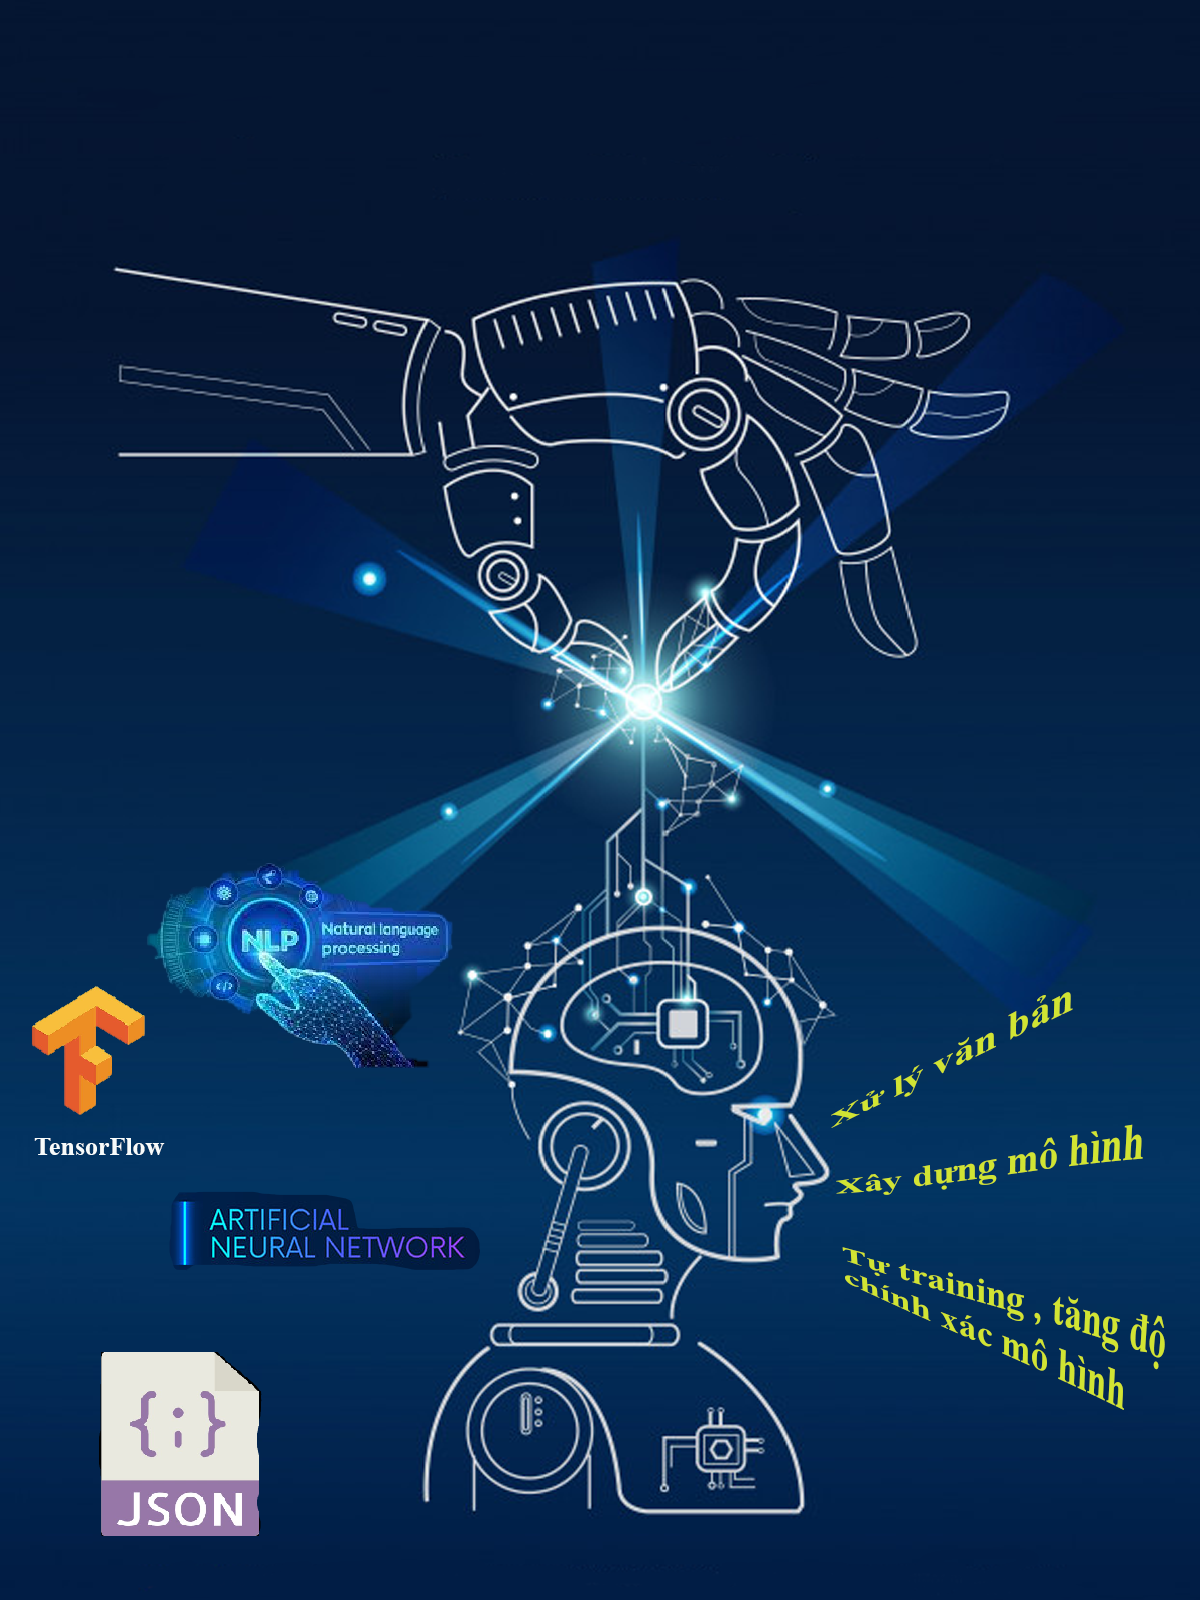 NLP
Natural language
processing
TensorFlow
ARTIFICIAL
NEURAL NETWORK
{;}
JSON
Xử lý văn bản
Xây dựng mô hình
Tự training , tăng độ
chính xác mô hình